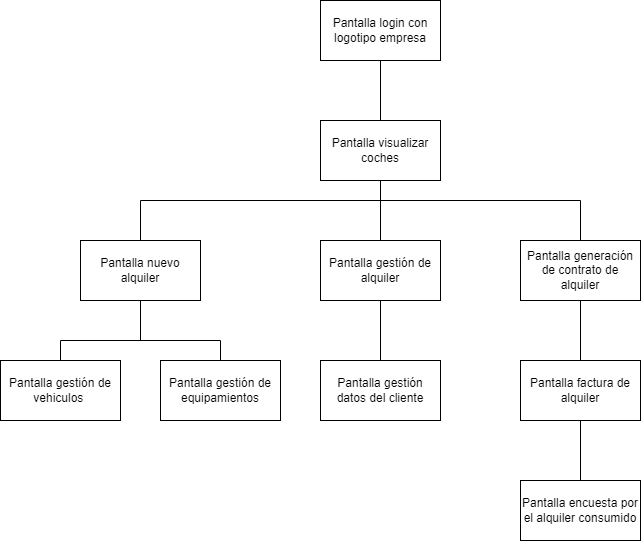 Pantalla login con
logotipo empresa
Pantalla visualizar
coches
Pantalla nuevo
alquiler
Pantalla gestión de
alquiler
Pantalla generación
de contrato de
alquiler
Pantalla gestión de
vehiculos
Pantalla gestión de
equipamientos
Pantalla gestión
datos del cliente
Pantalla factura de
alquiler
Pantalla encuesta por
el alquiler consumido